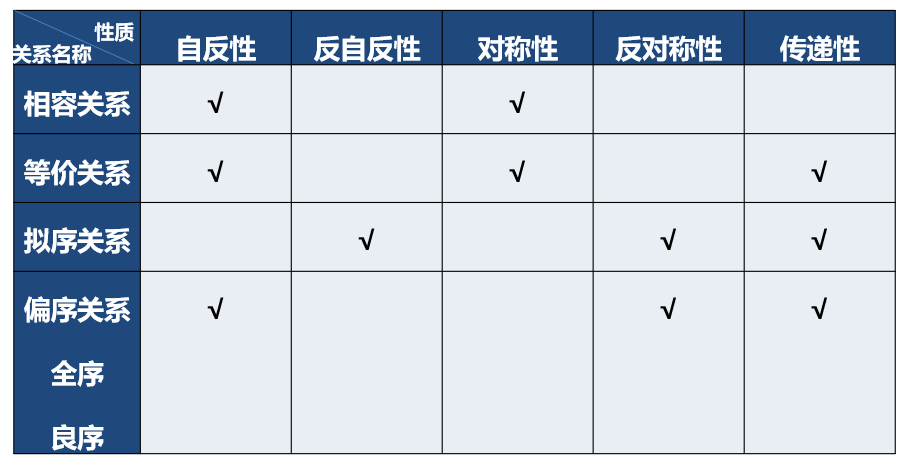 性质
关系名称 自反性 反自反性 对称性 反对称性 传递性
相容关系 √ √
等价关系 √ √ √
拟序关系 √ √ √
偏序关系 √ √ √
全序
良序